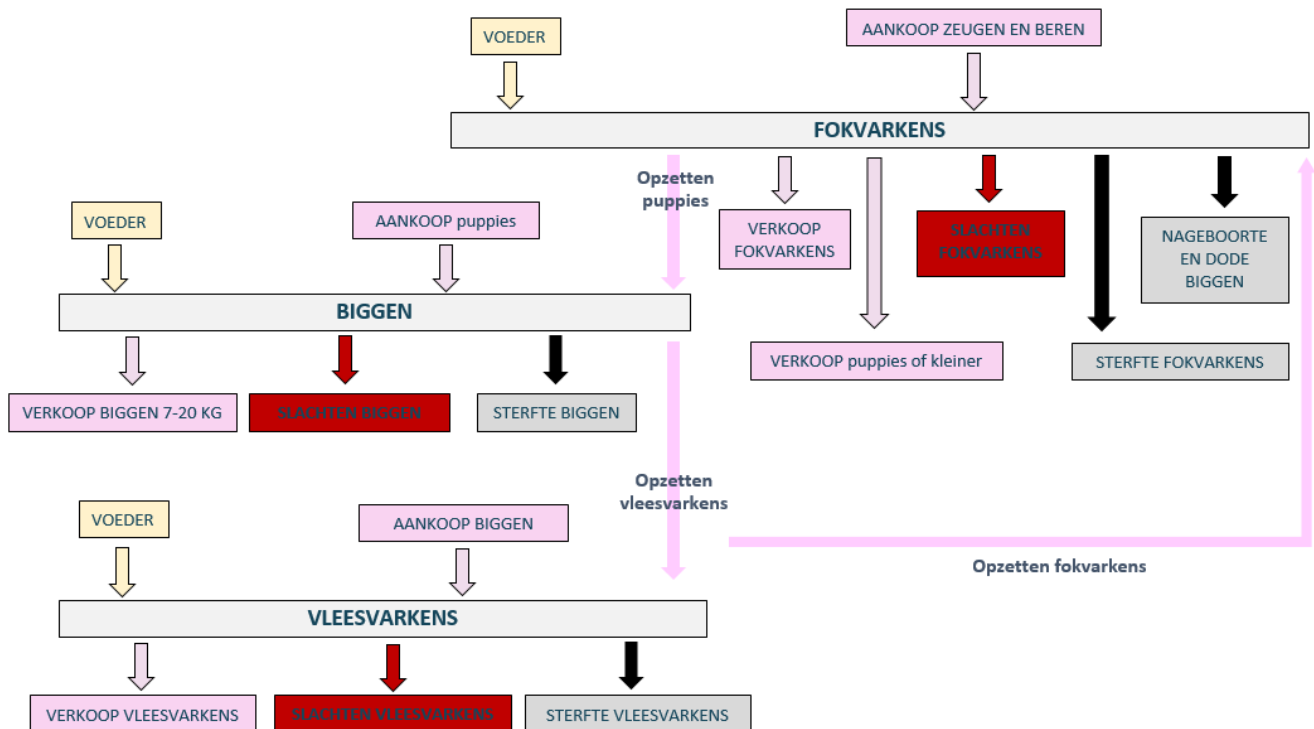 VOEDER
AANKOOP ZEUGEN EN BEREN
FOKVARKENS
Opzetten
puppies
VERKOOP
FOKVARKENS
SLACHTEN
FOKVARKENS
NAGEBOORTE
EN DODE
BIGGEN
VERKOOP puppies of kleiner
STERFTE FOKVARKENS
VOEDER
AANKOOP puppies
BIGGEN
VERKOOP BIGGEN 7-20 KG
SLACHTEN BIGGEN
STERFTE BIGGEN
Opzetten
vleesvarkens
Opzetten fokvarkens
VOEDER
AANKOOP BIGGEN
VLEESVARKENS
VERKOOP VLEESVARKENS
SLACHTEN VLEESVARKENS
STERFTE VLEESVARKENS